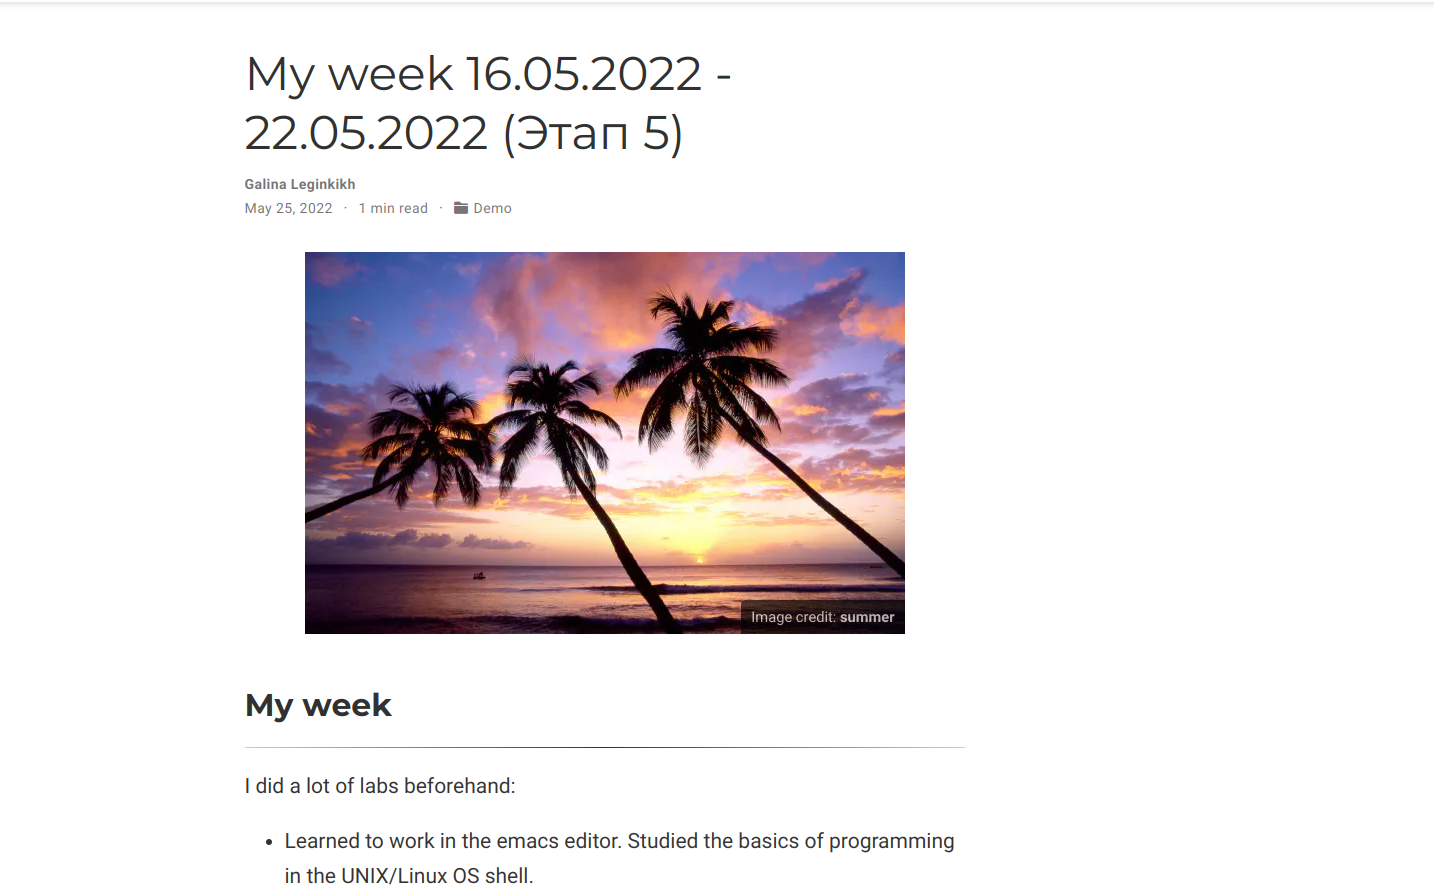 My week 16.05.2022 -
22.05.2022 (Этап 5)
Galina Leginkikh
May 25, 2022 · 1 min read · Demo
Image credit: summer
My week
I did a lot of labs beforehand:
• Learned to work in the emacs editor. Studied the basics of programming
in the UNIX/Linux OS shell.